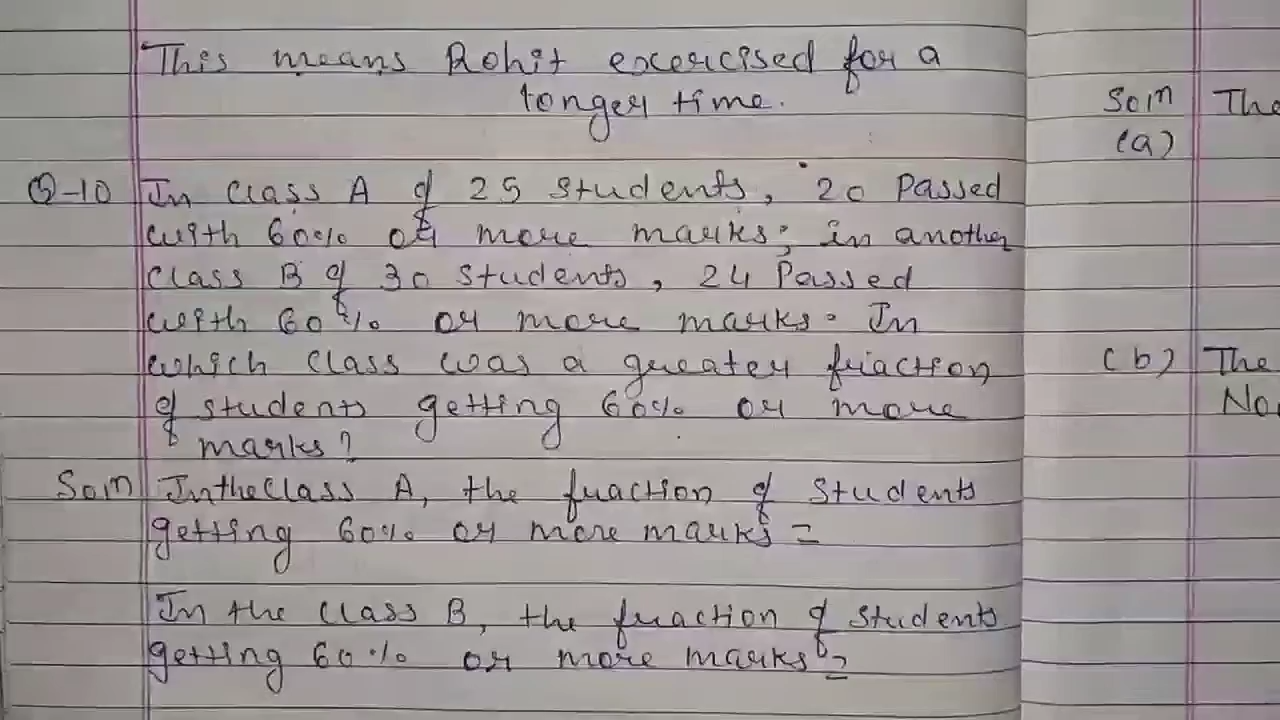 This means Rohit excercised for a
longer time.
Q-10 In Class A of 25 Students, 20 Passed
with 60% or more marks; in another
Class B of 30 Students, 24 Passed
with 60% or more marks. In
which Class was a greater fraction
of students getting 60% or more
marks?
Soln In the Class A, the fraction of Students
getting 60% or more marks =
In the Class B, the fraction of Students
getting 60% or more marks =
Soln The
(a)
(b) The